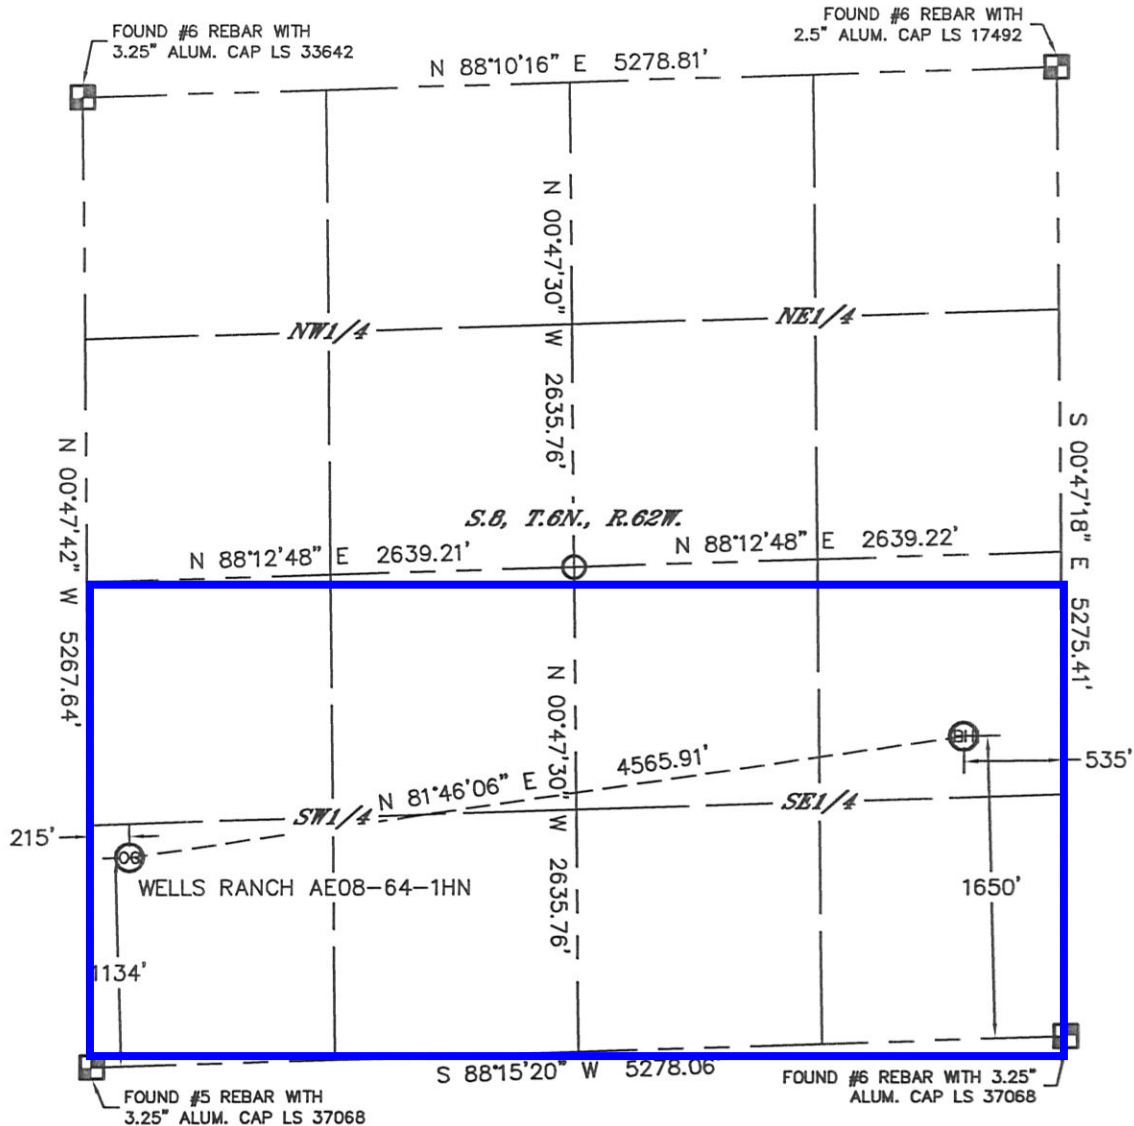 FOUND #6 REBAR WITH
3.25" ALUM. CAP LS 33642
FOUND #6 REBAR WITH
2.5" ALUM. CAP LS 17492
N 88°10'16" E 5278.81'
N 00°47'30" W 2635.76'
NW1/4
NE1/4
N 00°47'42" W 5267.64'
S 00°47'18" E 5275.41'
S.8, T.6N., R.62W.
N 88°12'48" E 2639.21'
N 88°12'48" E 2639.22'
N 00°47'30" W 2635.76'
BH
535'
4565.91'
N 81°46'06" E
SW1/4
SE1/4
215'
OG
WELLS RANCH AE08-64-1HN
1650'
1134'
S 88°15'20" W 5278.06'
FOUND #5 REBAR WITH
3.25" ALUM. CAP LS 37068
FOUND #6 REBAR WITH 3.25"
ALUM. CAP LS 37068